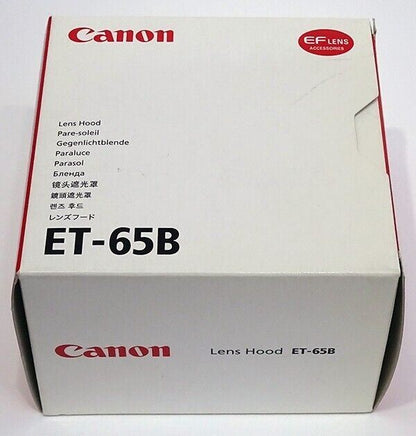 Canon
EF LENS
ACCESSORIES
Lens Hood
Pare-soleil
Gegenlichtblende
Paraluce
Parasol
Бленда
镜头遮光罩
鏡頭遮光罩
렌즈 후드
レンズフード
ET-65B
Canon
Lens Hood ET-65B